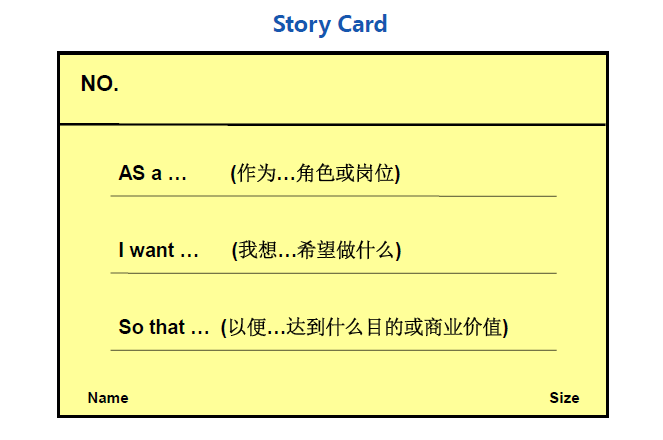 Story Card
NO.
AS a … (作为…角色或岗位)
I want … (我想…希望做什么)
So that … (以便…达到什么目的或商业价值)
Name Size